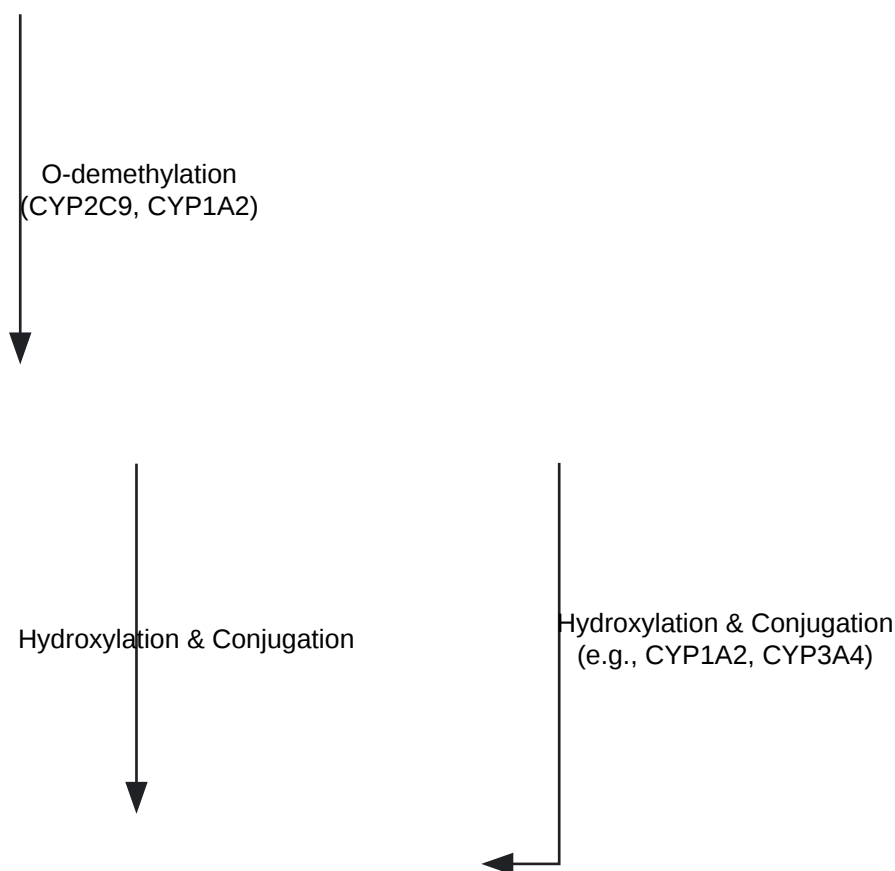 O-demethylation
(CYP2C9, CYP1A2)
Hydroxylation & Conjugation
Hydroxylation & Conjugation
(e.g., CYP1A2, CYP3A4)